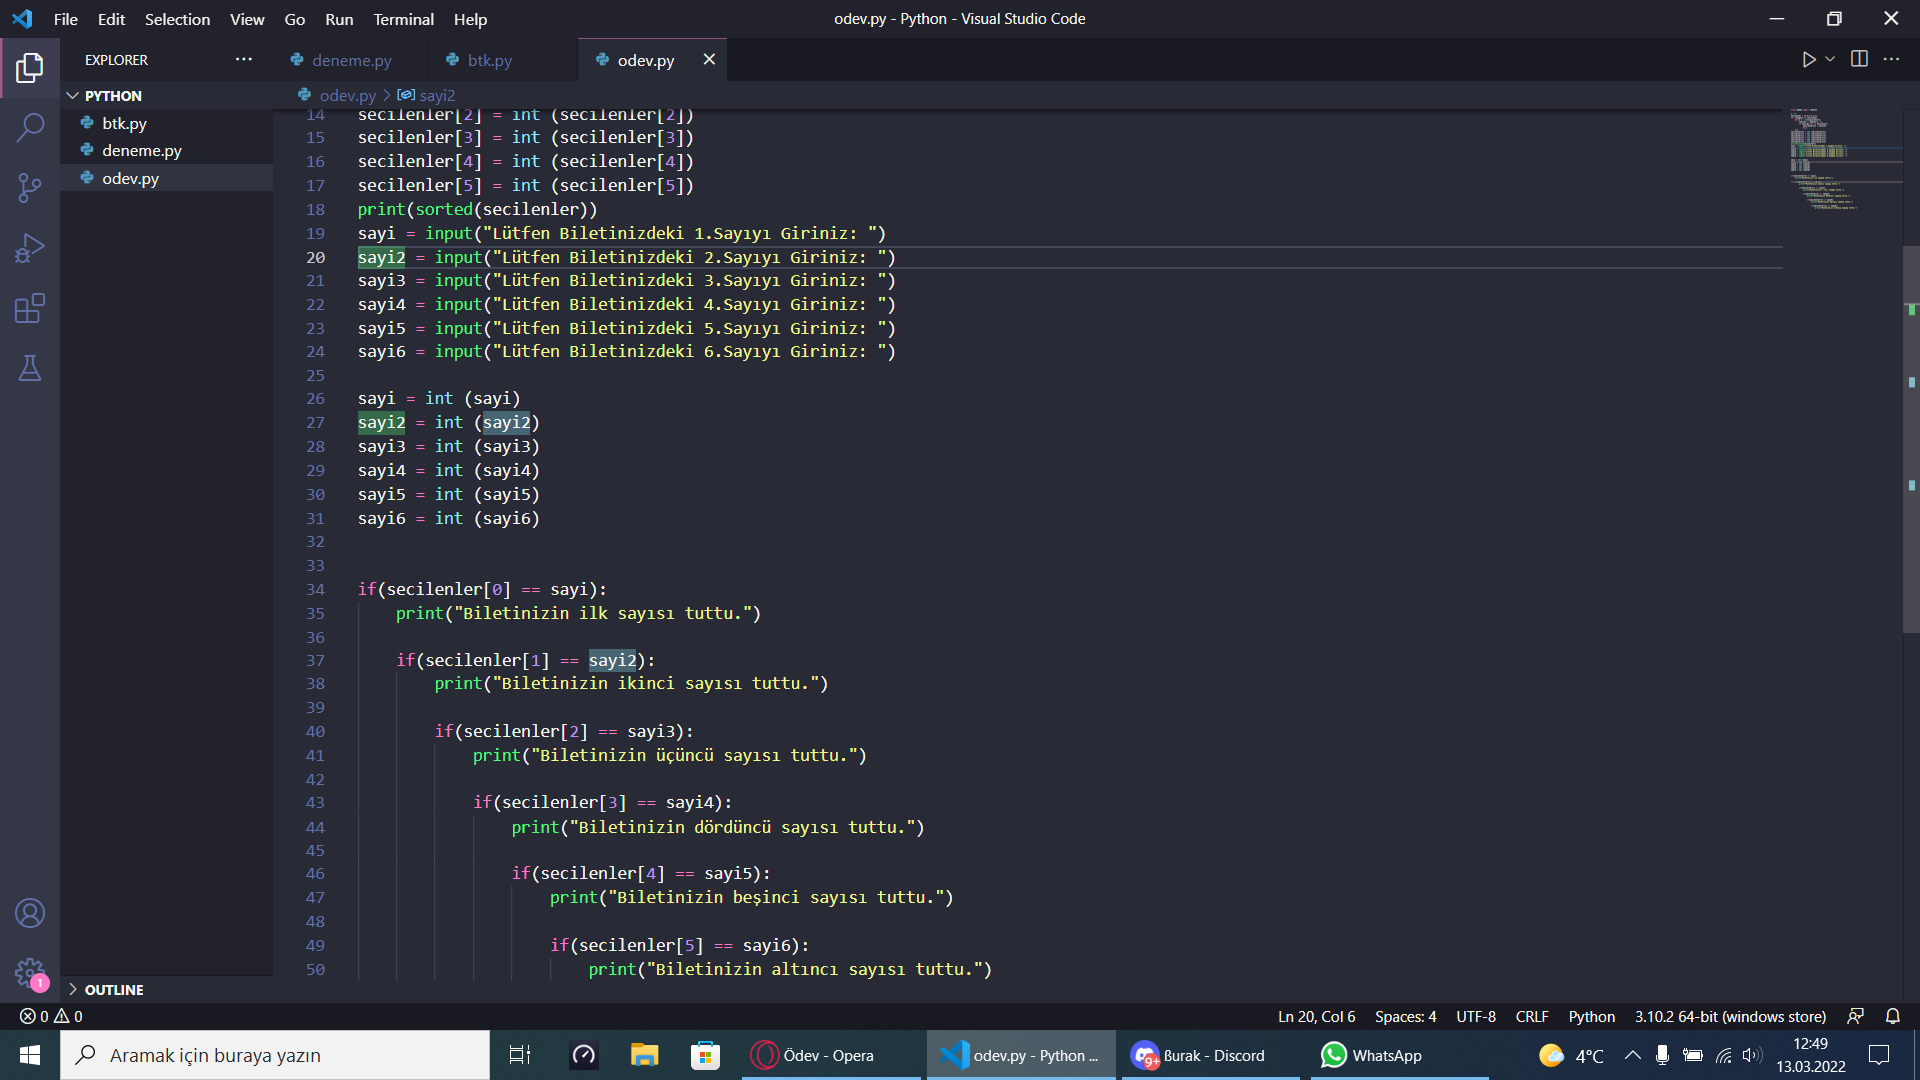 File Edit Selection View Go Run Terminal Help
odev.py - Python - Visual Studio Code
EXPLORER
deneme.py
btk.py
odev.py
PYTHON
btk.py
deneme.py
odev.py
odev.py > sayi2
14 secilenler[2] = int (secilenler[2])
15 secilenler[3] = int (secilenler[3])
16 secilenler[4] = int (secilenler[4])
17 secilenler[5] = int (secilenler[5])
18 print(sorted(secilenler))
19 sayi = input("Lütfen Biletinizdeki 1.Sayıyı Giriniz: ")
20 sayi2 = input("Lütfen Biletinizdeki 2.Sayıyı Giriniz: ")
21 sayi3 = input("Lütfen Biletinizdeki 3.Sayıyı Giriniz: ")
22 sayi4 = input("Lütfen Biletinizdeki 4.Sayıyı Giriniz: ")
23 sayi5 = input("Lütfen Biletinizdeki 5.Sayıyı Giriniz: ")
24 sayi6 = input("Lütfen Biletinizdeki 6.Sayıyı Giriniz: ")
25
26 sayi = int (sayi)
27 sayi2 = int (sayi2)
28 sayi3 = int (sayi3)
29 sayi4 = int (sayi4)
30 sayi5 = int (sayi5)
31 sayi6 = int (sayi6)
32
33
34 if(secilenler[0] == sayi):
35 print("Biletinizin ilk sayısı tuttu.")
36
37 if(secilenler[1] == sayi2):
38 print("Biletinizin ikinci sayısı tuttu.")
39
40 if(secilenler[2] == sayi3):
41 print("Biletinizin üçüncü sayısı tuttu.")
42
43 if(secilenler[3] == sayi4):
44 print("Biletinizin dördüncü sayısı tuttu.")
45
46 if(secilenler[4] == sayi5):
47 print("Biletinizin beşinci sayısı tuttu.")
48
49 if(secilenler[5] == sayi6):
50 print("Biletinizin altıncı sayısı tuttu.")
1
OUTLINE
0 0
Ln 20, Col 6 Spaces: 4 UTF-8 CRLF Python 3.10.2 64-bit (windows store)
Aramak için buraya yazın
Ödev - Opera
odev.py - Python ...
9+
ßurak - Discord
WhatsApp
4°C
12:49
13.03.2022